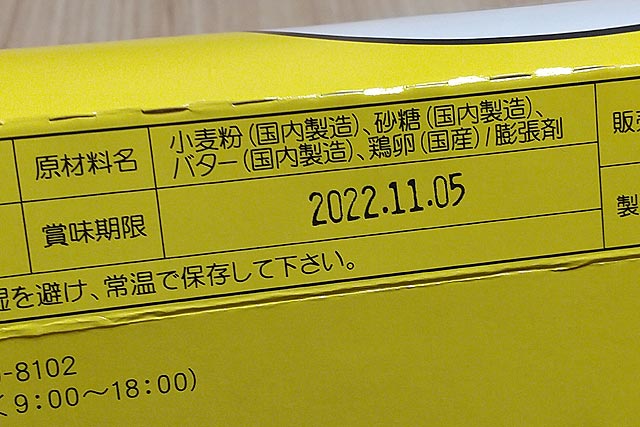 原材料名
小麦粉(国内製造)、砂糖(国内製造)、
バター(国内製造)、鶏卵(国産)/膨張剤
販
賞味期限
2022.11.05
製
湿を避け、常温で保存して下さい。
-8102
9:00〜18:00)